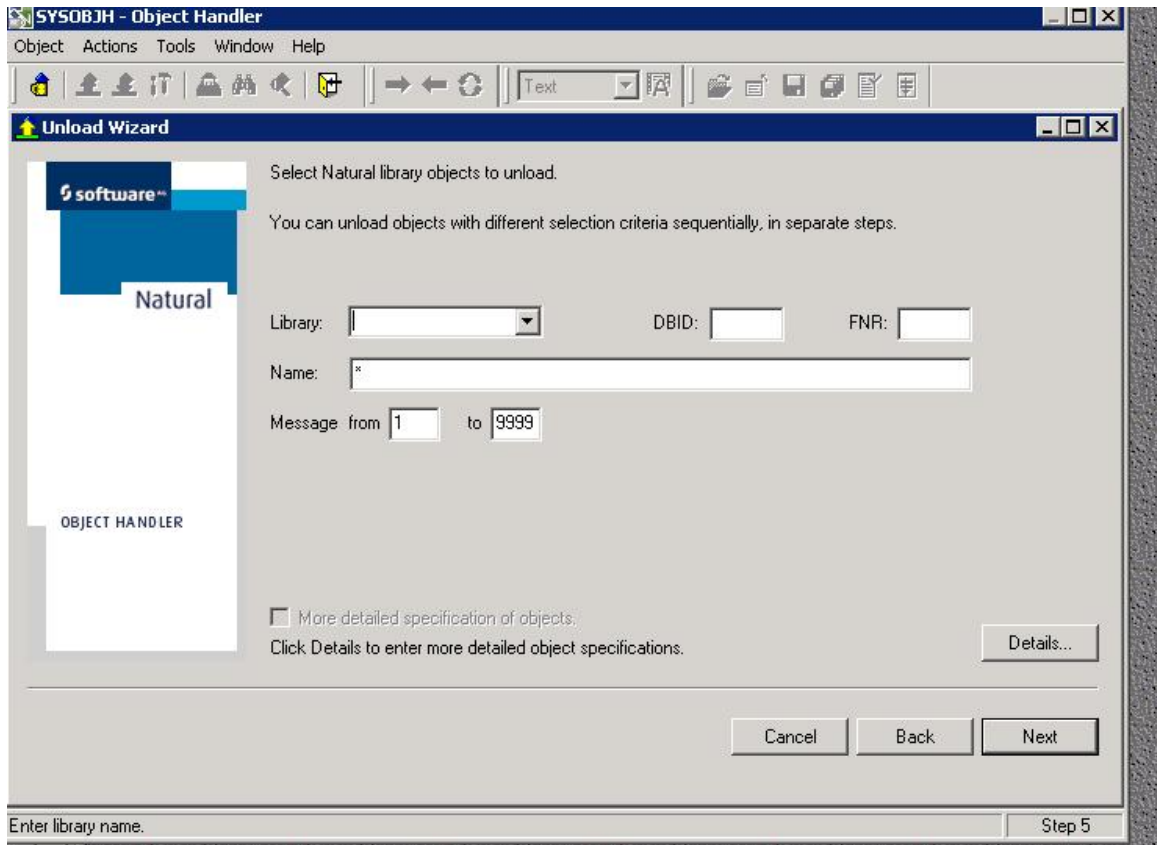 SYSOBJH - Object Handler
Object Actions Tools Window Help
Text
Unload Wizard
software
Natural
OBJECT HANDLER
Select Natural library objects to unload.
You can unload objects with different selection criteria sequentially, in separate steps.
Library: DBID: FNR:
Name: *
Message from 1 to 9999
More detailed specification of objects.
Click Details to enter more detailed object specifications.
Details...
Cancel Back Next
Enter library name. Step 5